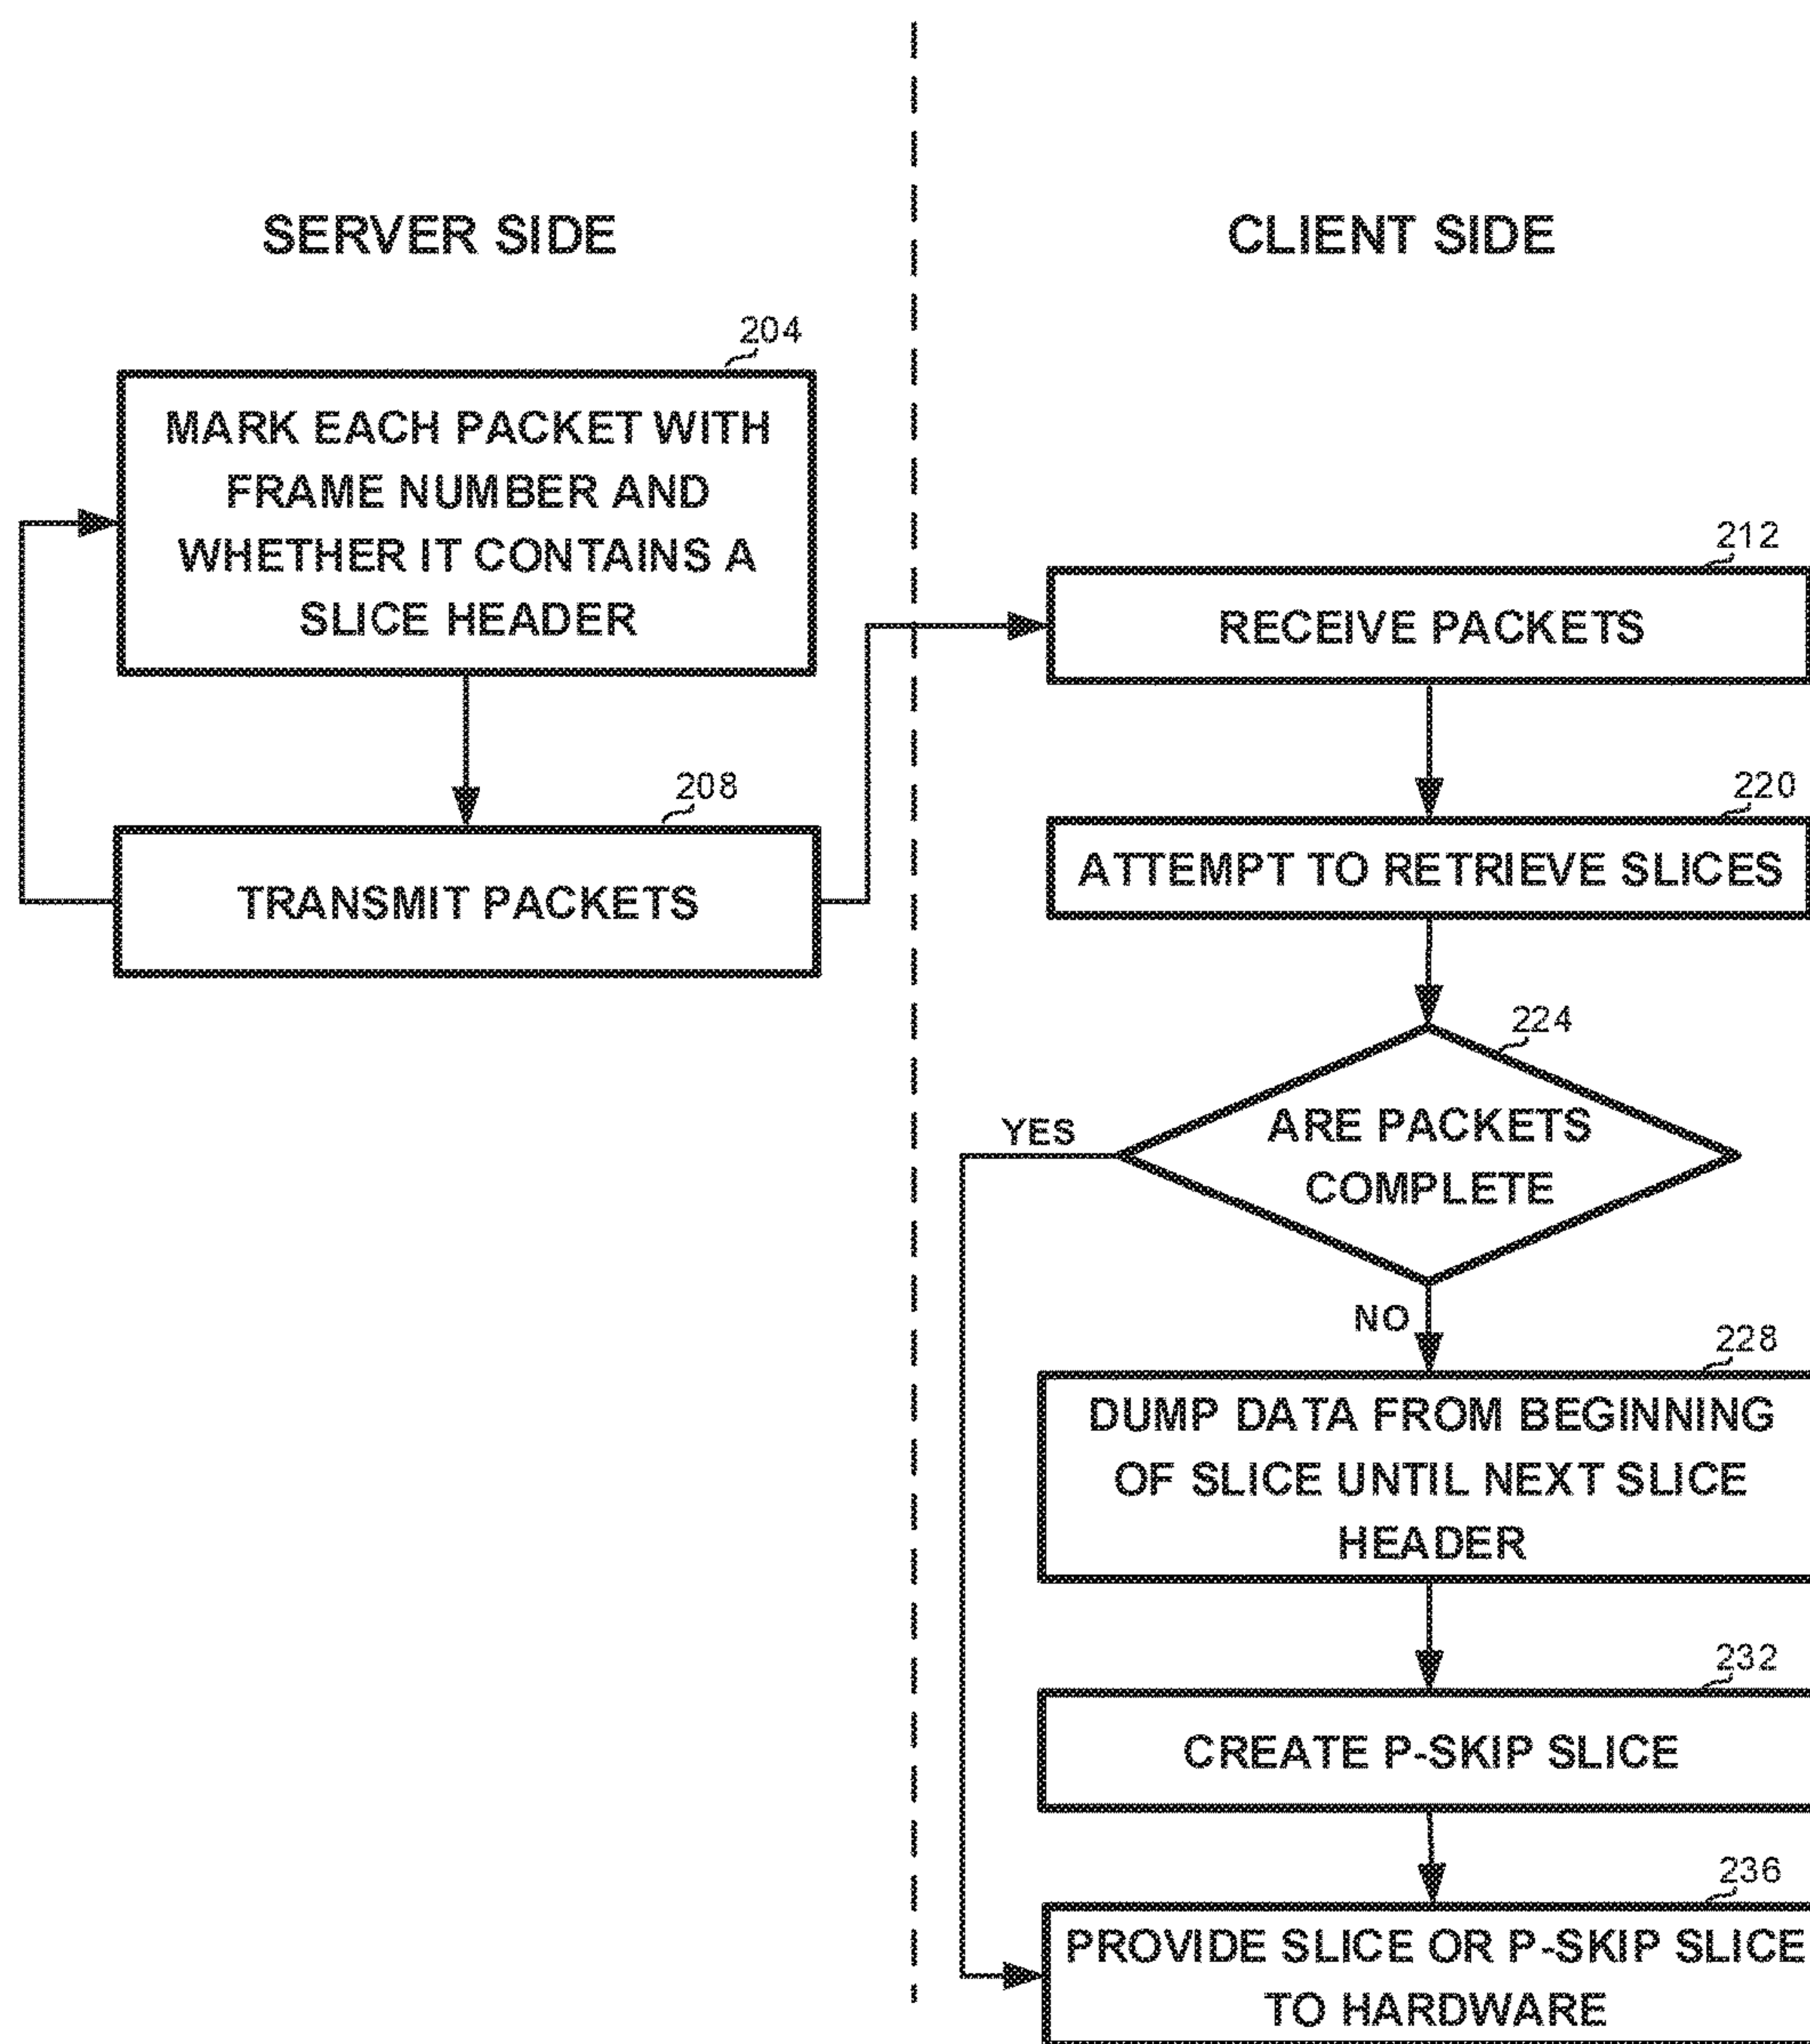 SERVER SIDE
204
MARK EACH PACKET WITH
FRAME NUMBER AND
WHETHER IT CONTAINS A
SLICE HEADER
208
TRANSMIT PACKETS
CLIENT SIDE
212
RECEIVE PACKETS
220
ATTEMPT TO RETRIEVE SLICES
224
ARE PACKETS
COMPLETE
YES
NO
228
DUMP DATA FROM BEGINNING
OF SLICE UNTIL NEXT SLICE
HEADER
232
CREATE P-SKIP SLICE
236
PROVIDE SLICE OR P-SKIP SLICE
TO HARDWARE